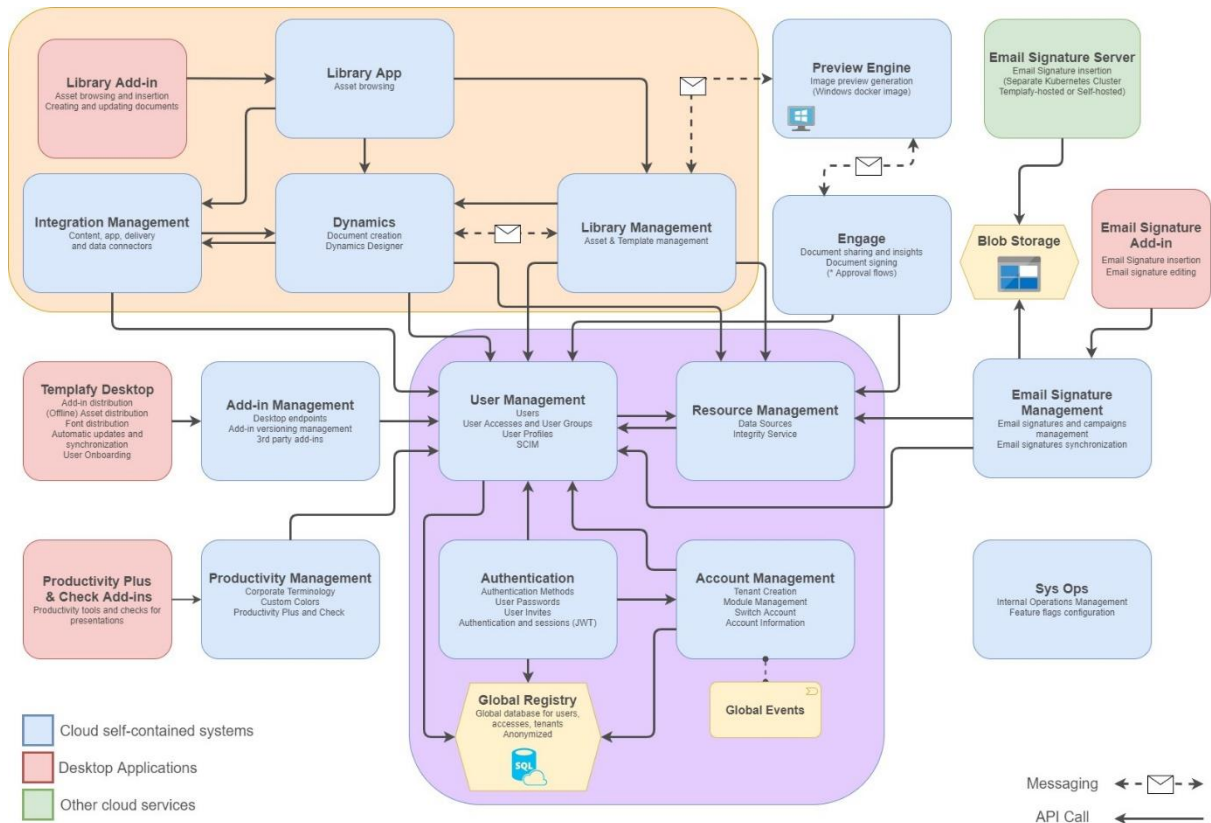 Library Add-in
Asset browsing and insertion
Creating and updating documents
Library App
Asset browsing
Preview Engine
Image preview generation
(Windows docker image)
Email Signature Server
Email Signature insertion
(Separate Kubernetes Cluster
Templafy-hosted or Self-hosted)
Integration Management
Content, app, delivery
and data connectors
Dynamics
Document creation
Dynamics Designer
Library Management
Asset & Template management
Engage
Document sharing and insights
Document signing
(* Approval flows)
Blob Storage
Email Signature
Add-in
Email Signature insertion
Email signature editing
Templafy Desktop
Add-in distribution
(Offline) Asset distribution
Font distribution
Automatic updates and
synchronization
User Onboarding
Add-in Management
Desktop endpoints
Add-in versioning management
3rd party add-ins
User Management
Users
User Accesses and User Groups
User Profiles
SCIM
Resource Management
Data Sources
Integrity Service
Email Signature
Management
Email signatures and campaigns
management
Email signatures synchronization
Productivity Plus
& Check Add-ins
Productivity tools and checks for
presentations
Productivity Management
Corporate Terminology
Custom Colors
Productivity Plus and Check
Authentication
Authentication Methods
User Passwords
User Invites
Authentication and sessions (JWT)
Account Management
Tenant Creation
Module Management
Switch Account
Account Information
Sys Ops
Internal Operations Management
Feature flags configuration
Global Registry
Global database for users,
accesses, tenants
Anonymized
SQL
Global Events
Cloud self-contained systems
Desktop Applications
Other cloud services
Messaging
API Call